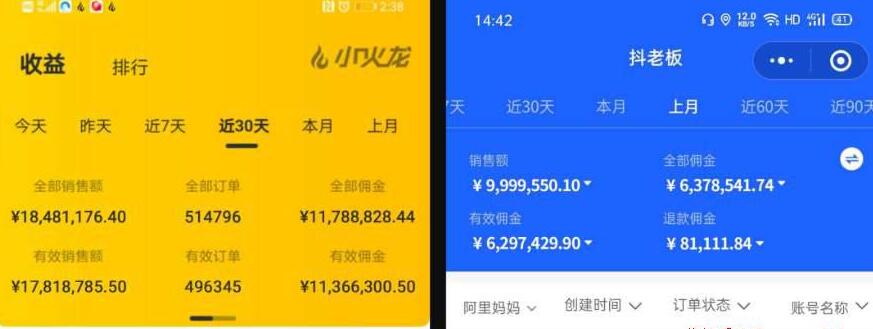 2:38
收益
排行
小火龙
今天 昨天 近7天 近30天 本月 上月
全部销售额 全部订单 全部佣金
¥18,481,176.40 514796 ¥11,788,828.44
有效销售额 有效订单 有效佣金
¥17,818,785.50 496345 ¥11,366,300.50
14:42
12.0 KB/S HD 4G 41
抖老板
7天 近30天 本月 上月 近60天 近90天
销售额 全部佣金
¥9,999,550.10 ¥6,378,541.74
有效佣金 退款佣金
¥6,297,429.90 ¥81,111.84
阿里妈妈 创建时间 订单状态 账号名称